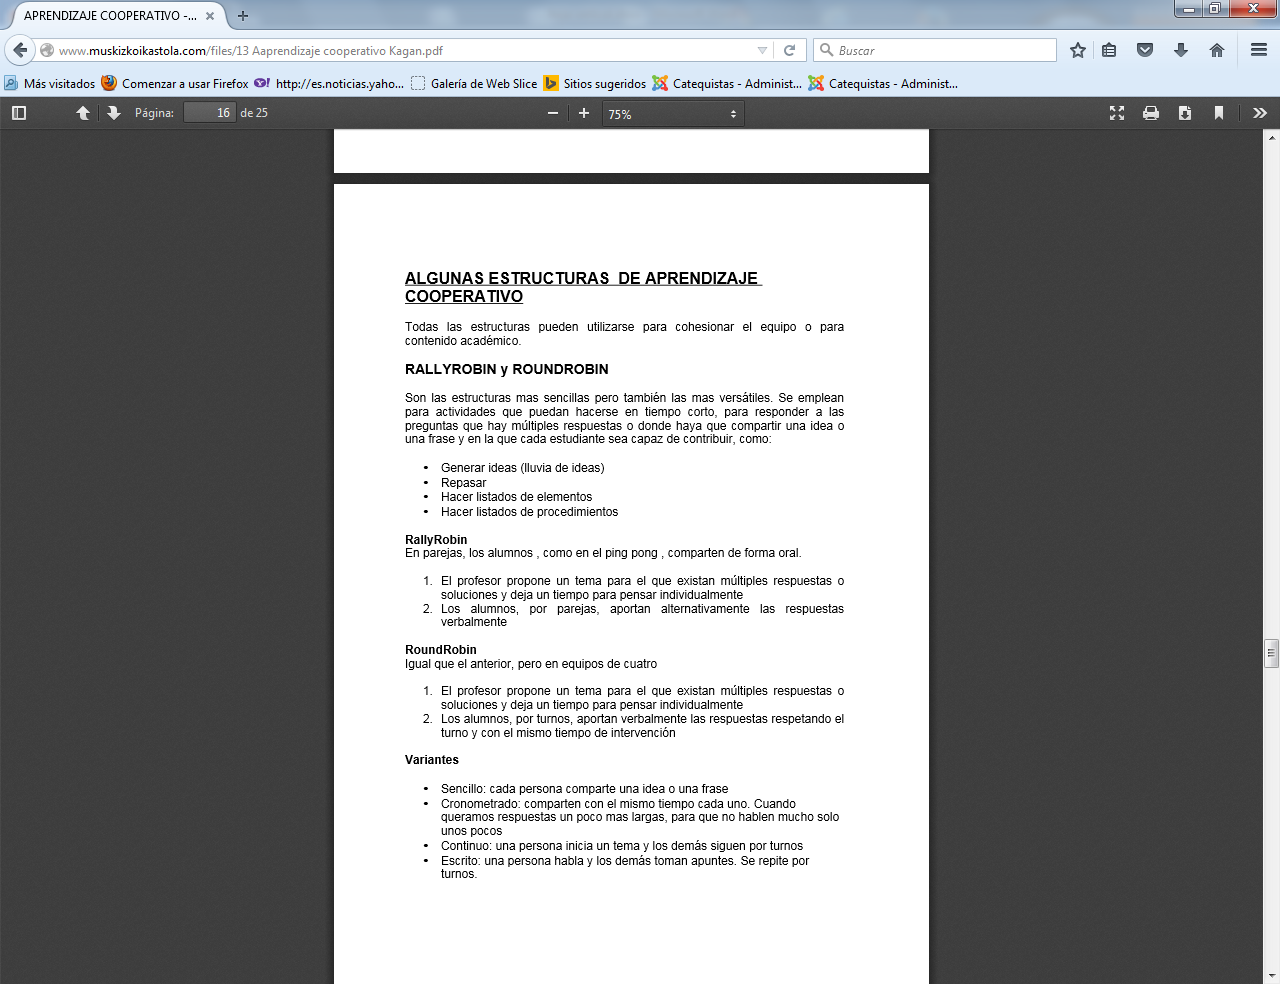 APRENDIZAJE COOPERATIVO -...
www.muskizkoikastola.com/files/13 Aaprendizaje cooperativo Kagan.pdf
Buscar
Más visitados Comenzar a usar Firefox http://es.noticias.yaho... Galería de Web Slice Sitios sugeridos Catequistas - Administ... Catequistas - Administ...
Página: 16 de 25 75%
ALGUNAS ESTRUCTURAS DE APRENDIZAJE
COOPERATIVO
Todas las estructuras pueden utilizarse para cohesionar el equipo o para
contenido académico.
RALLYROBIN y ROUNDROBIN
Son las estructuras mas sencillas pero también las mas versátiles. Se emplean
para actividades que puedan hacerse en tiempo corto, para responder a las
preguntas que hay múltiples respuestas o donde haya que compartir una idea o
una frase y en la que cada estudiante sea capaz de contribuir, como:
• Generar ideas (lluvia de ideas)
• Repasar
• Hacer listados de elementos
• Hacer listados de procedimientos
RallyRobin
En parejas, los alumnos , como en el ping pong , comparten de forma oral.
1. El profesor propone un tema para el que existan múltiples respuestas o
soluciones y deja un tiempo para pensar individualmente
2. Los alumnos, por parejas, aportan alternativamente las respuestas
verbalmente
RoundRobin
Igual que el anterior, pero en equipos de cuatro
1. El profesor propone un tema para el que existan múltiples respuestas o
soluciones y deja un tiempo para pensar individualmente
2. Los alumnos, por turnos, aportan verbalmente las respuestas respetando el
turno y con el mismo tiempo de intervención
Variantes
• Sencillo: cada persona comparte una idea o una frase
• Cronometrado: comparten con el mismo tiempo cada uno. Cuando
queramos respuestas un poco mas largas, para que no hablen mucho solo
unos pocos
• Continuo: una persona inicia un tema y los demás siguen por turnos
• Escrito: una persona habla y los demás toman apuntes. Se repite por
turnos.